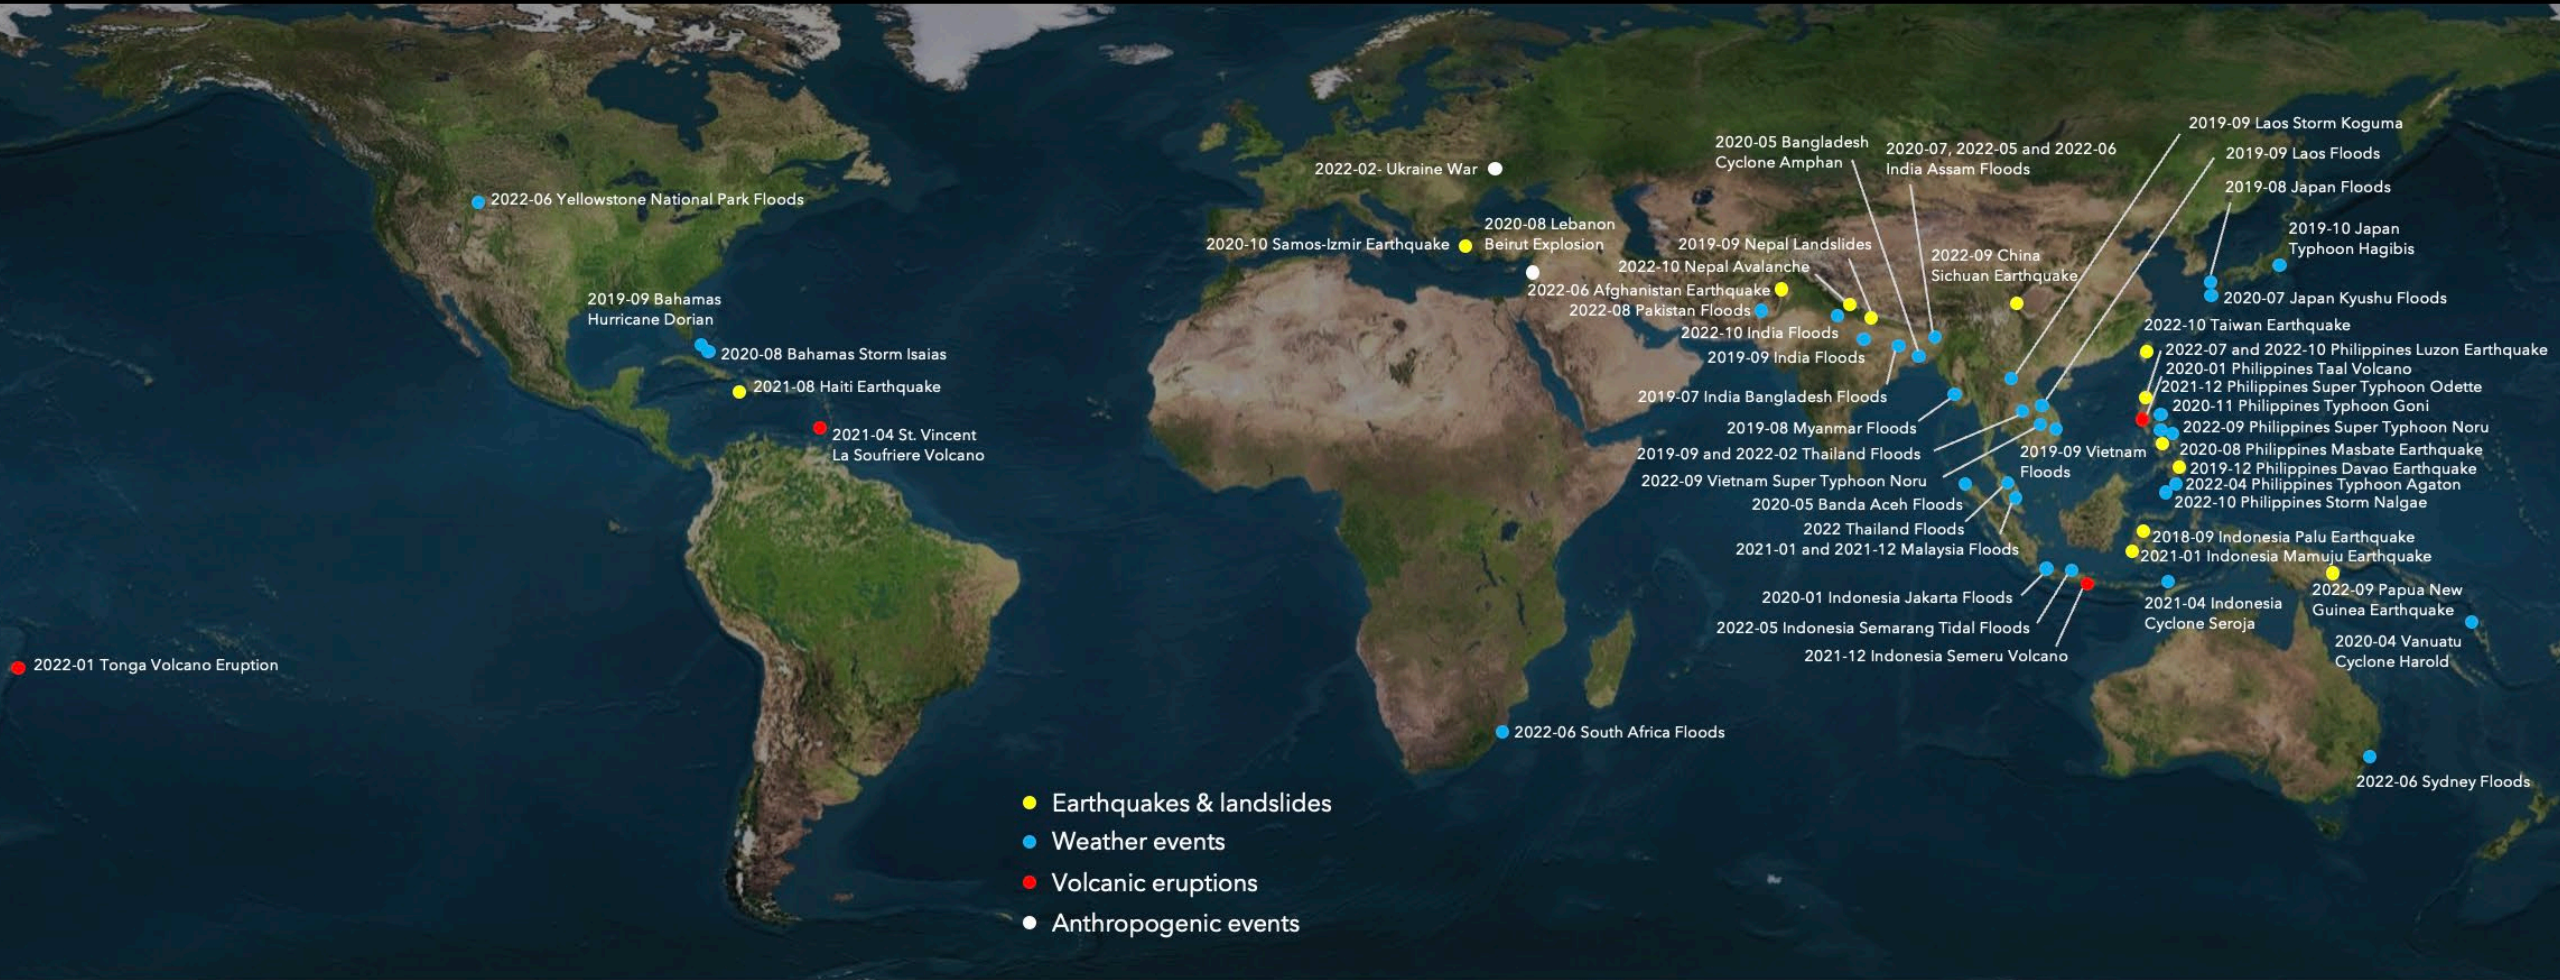 2022-06 Yellowstone National Park Floods
2019-09 Bahamas
Hurricane Dorian
2020-08 Bahamas Storm Isaias
2021-08 Haiti Earthquake
2021-04 St. Vincent
La Soufriere Volcano
2022-01 Tonga Volcano Eruption
2022-02- Ukraine War
2020-10 Samos-Izmir Earthquake
2020-08 Lebanon
Beirut Explosion
2020-05 Bangladesh
Cyclone Amphan
2020-07, 2022-05 and 2022-06
India Assam Floods
2019-09 Nepal Landslides
2022-10 Nepal Avalanche
2022-06 Afghanistan Earthquake
2022-08 Pakistan Floods
2022-10 India Floods
2019-09 India Floods
2022-09 China
Sichuan Earthquake
2019-07 India Bangladesh Floods
2019-08 Myanmar Floods
2019-09 and 2022-02 Thailand Floods
2022-09 Vietnam Super Typhoon Noru
2020-05 Banda Aceh Floods
2022 Thailand Floods
2021-01 and 2021-12 Malaysia Floods
2019-09 Vietnam
Floods
2020-01 Indonesia Jakarta Floods
2022-05 Indonesia Semarang Tidal Floods
2021-12 Indonesia Semeru Volcano
2019-09 Laos Storm Koguma
2019-09 Laos Floods
2019-08 Japan Floods
2019-10 Japan
Typhoon Hagibis
2020-07 Japan Kyushu Floods
2022-10 Taiwan Earthquake
2022-07 and 2022-10 Philippines Luzon Earthquake
2020-01 Philippines Taal Volcano
2021-12 Philippines Super Typhoon Odette
2020-11 Philippines Typhoon Goni
2022-09 Philippines Super Typhoon Noru
2020-08 Philippines Masbate Earthquake
2019-12 Philippines Davao Earthquake
2022-04 Philippines Typhoon Agaton
2022-10 Philippines Storm Nalgae
2018-09 Indonesia Palu Earthquake
2021-01 Indonesia Mamuju Earthquake
2022-09 Papua New
Guinea Earthquake
2021-04 Indonesia
Cyclone Seroja
2020-04 Vanuatu
Cyclone Harold
2022-06 South Africa Floods
2022-06 Sydney Floods
Earthquakes & landslides
Weather events
Volcanic eruptions
Anthropogenic events